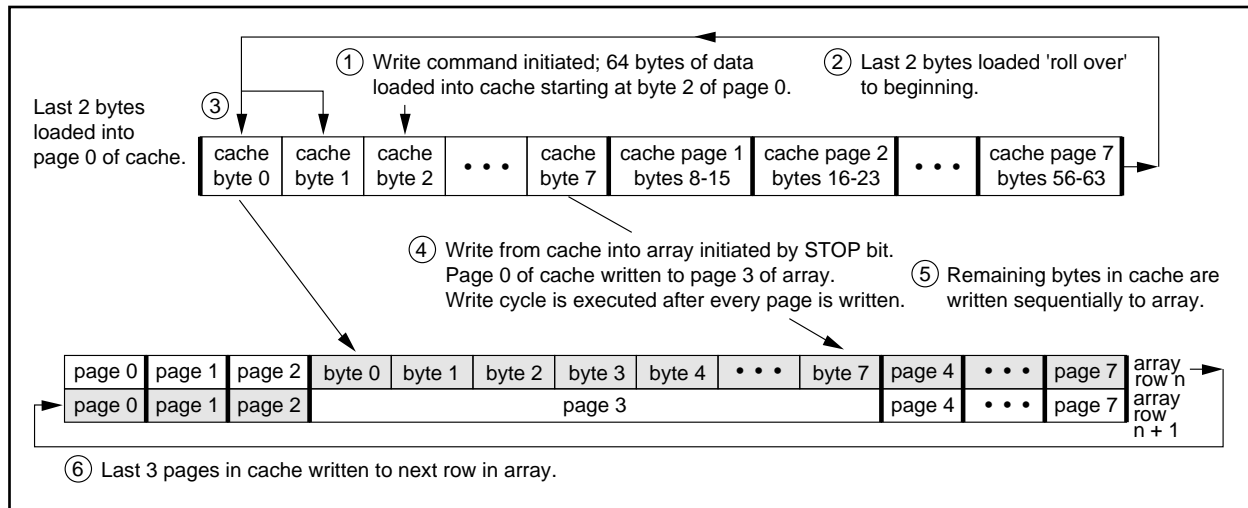 ① Write command initiated; 64 bytes of data
loaded into cache starting at byte 2 of page 0.
② Last 2 bytes loaded 'roll over'
to beginning.
③ Last 2 bytes
loaded into
page 0 of cache.
cache byte 0
cache byte 1
cache byte 2
• • •
cache byte 7
cache page 1 bytes 8-15
cache page 2 bytes 16-23
• • •
cache page 7 bytes 56-63
④ Write from cache into array initiated by STOP bit.
Page 0 of cache written to page 3 of array.
Write cycle is executed after every page is written.
⑤ Remaining bytes in cache are
written sequentially to array.
page 0 page 1 page 2 byte 0 byte 1 byte 2 byte 3 byte 4 • • • byte 7 page 4 • • • page 7 array row n
page 0 page 1 page 2 page 3 page 4 • • • page 7 array row n + 1
⑥ Last 3 pages in cache written to next row in array.